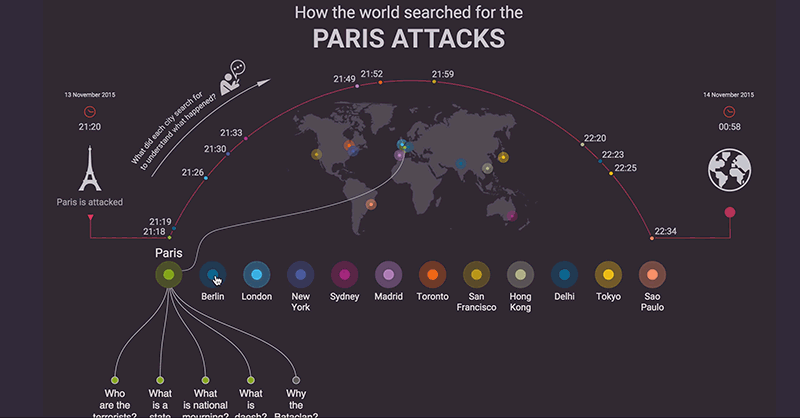 How the world searched for the
PARIS ATTACKS
13 November 2015
21:20
Paris is attacked
What did each city search for
to understand what happened?
21:18
21:19
21:26
21:30
21:33
21:49
21:52
21:59
22:20
22:23
22:25
22:34
14 November 2015
00:58
Paris
Berlin
London
New
York
Sydney
Madrid
Toronto
San
Francisco
Hong
Kong
Delhi
Tokyo
Sao
Paulo
Who
are the
terrorists?
What
is a
state
What
is national
mourning?
What
is
daesh?
Why
the
Bataclan?